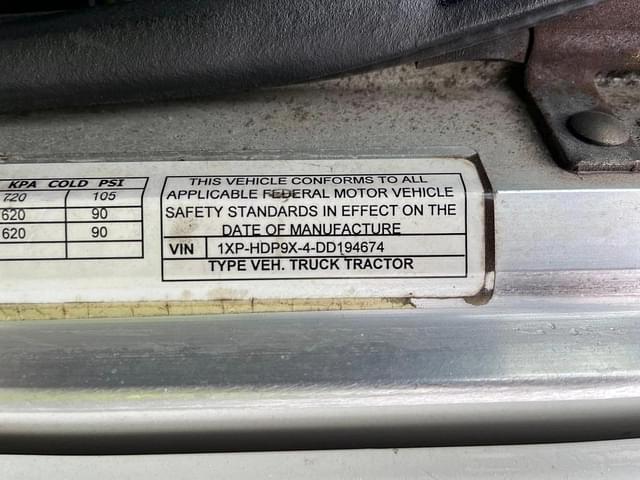 KPA COLD PSI
720 105
620 90
620 90
THIS VEHICLE CONFORMS TO ALL
APPLICABLE FEDERAL MOTOR VEHICLE
SAFETY STANDARDS IN EFFECT ON THE
DATE OF MANUFACTURE
VIN 1XP-HDP9X-4-DD194674
TYPE VEH. TRUCK TRACTOR